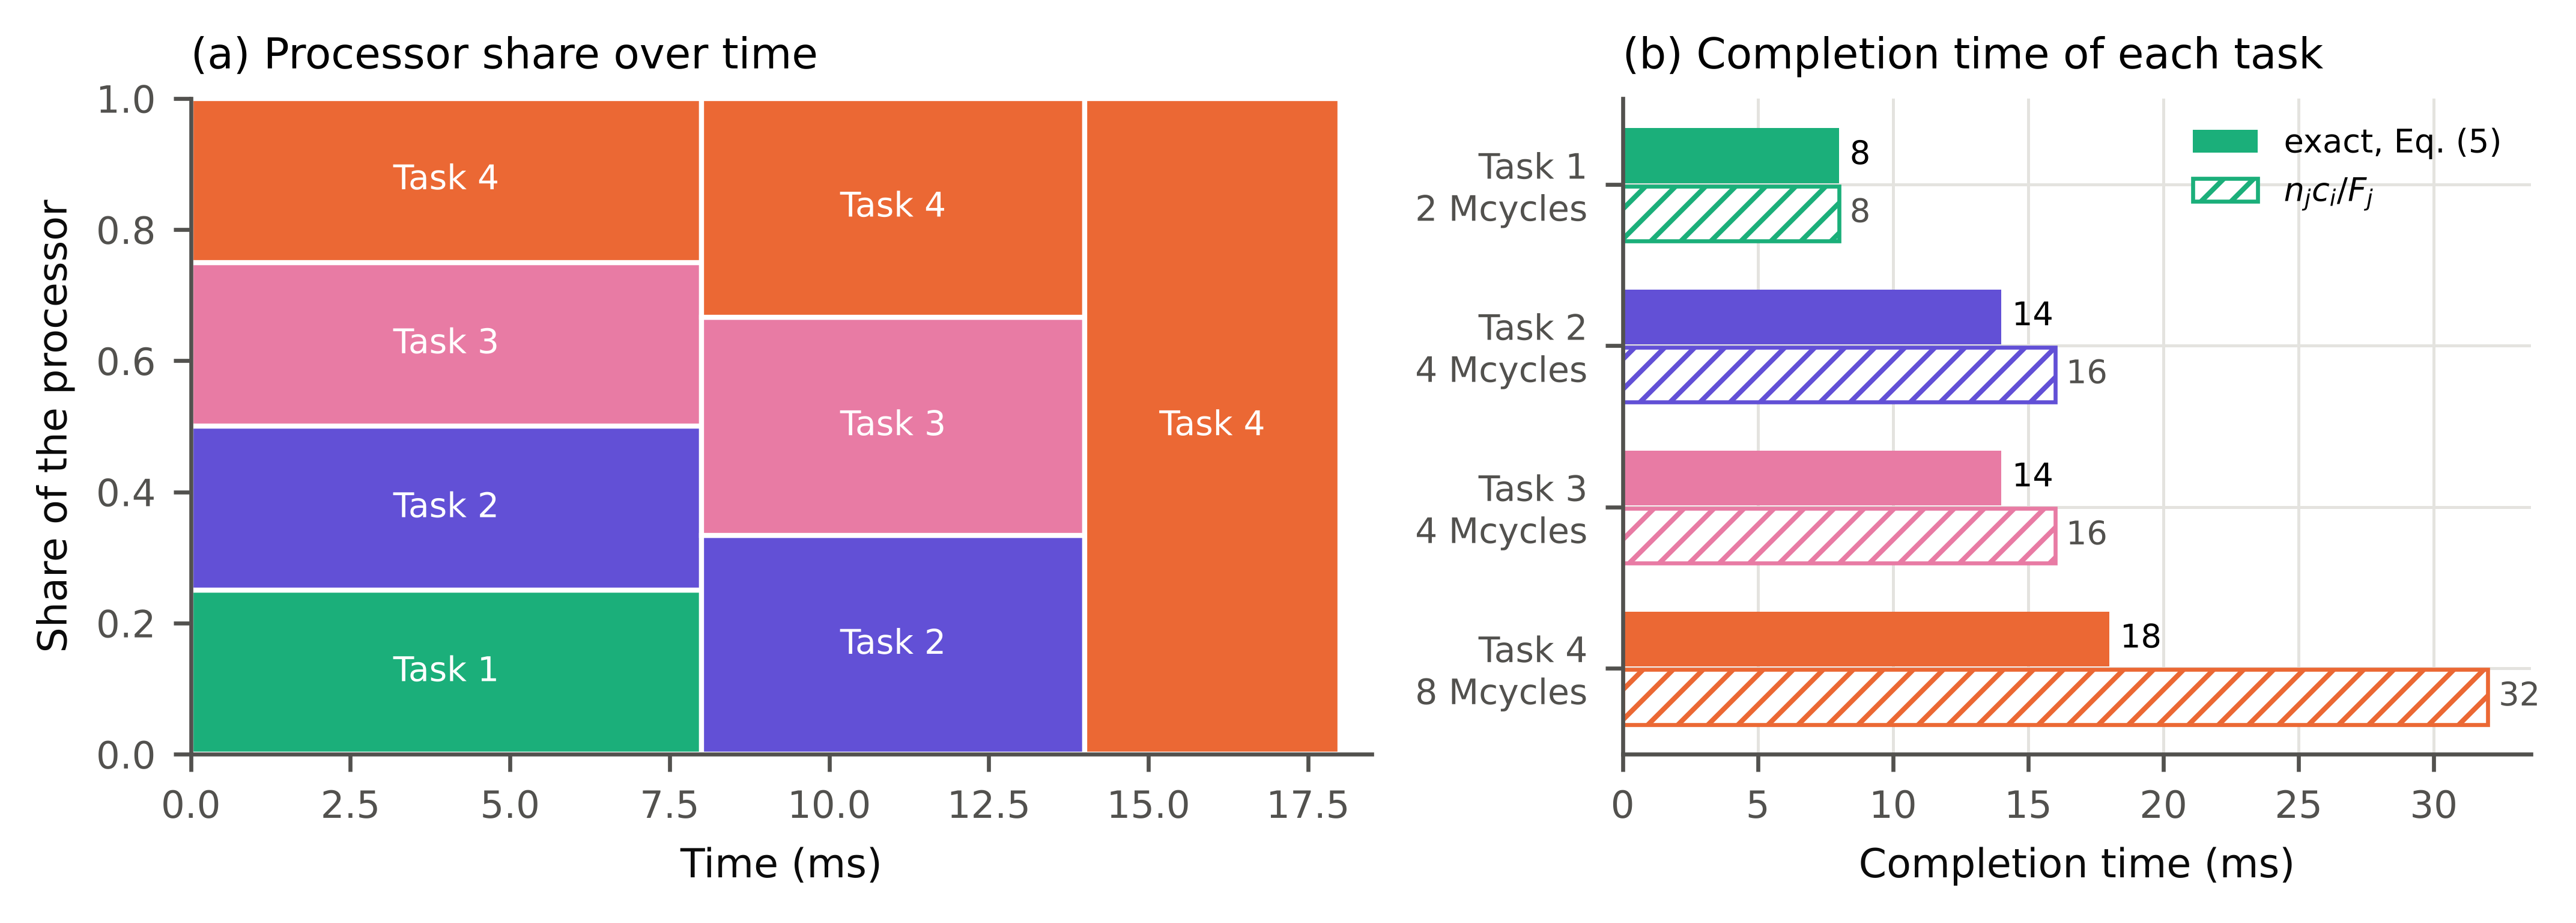 (a) Processor share over time
Share of the processor
1.0
0.8
0.6
0.4
0.2
0.0
Task 4
Task 3
Task 2
Task 1
Task 4
Task 3
Task 2
Task 4
0.0 2.5 5.0 7.5 10.0 12.5 15.0 17.5
Time (ms)
(b) Completion time of each task
exact, Eq. (5)
n_j c_i/F_j
Task 1
2 Mcycles
8
8
Task 2
4 Mcycles
14
16
Task 3
4 Mcycles
14
16
Task 4
8 Mcycles
18
32
0 5 10 15 20 25 30
Completion time (ms)